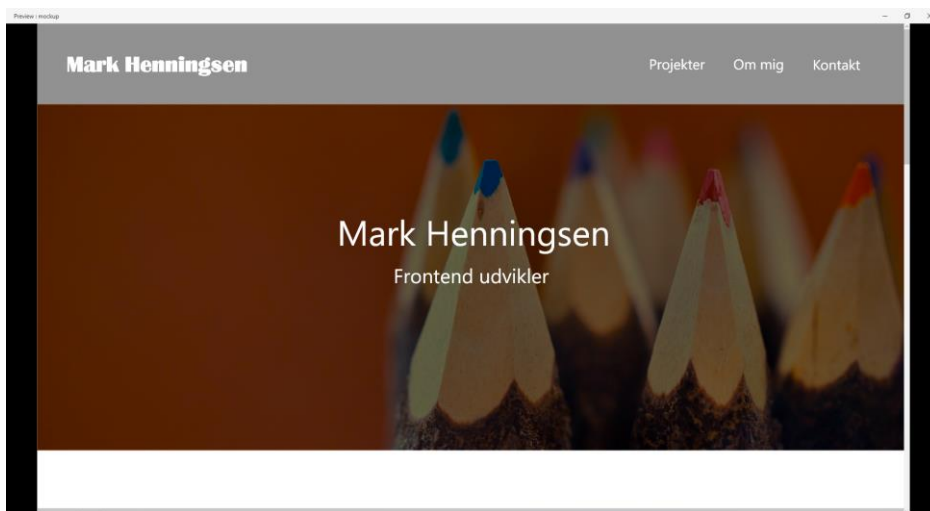 Preview : mockup
Mark Henningsen
Projekter Om mig Kontakt
Mark Henningsen
Frontend udvikler